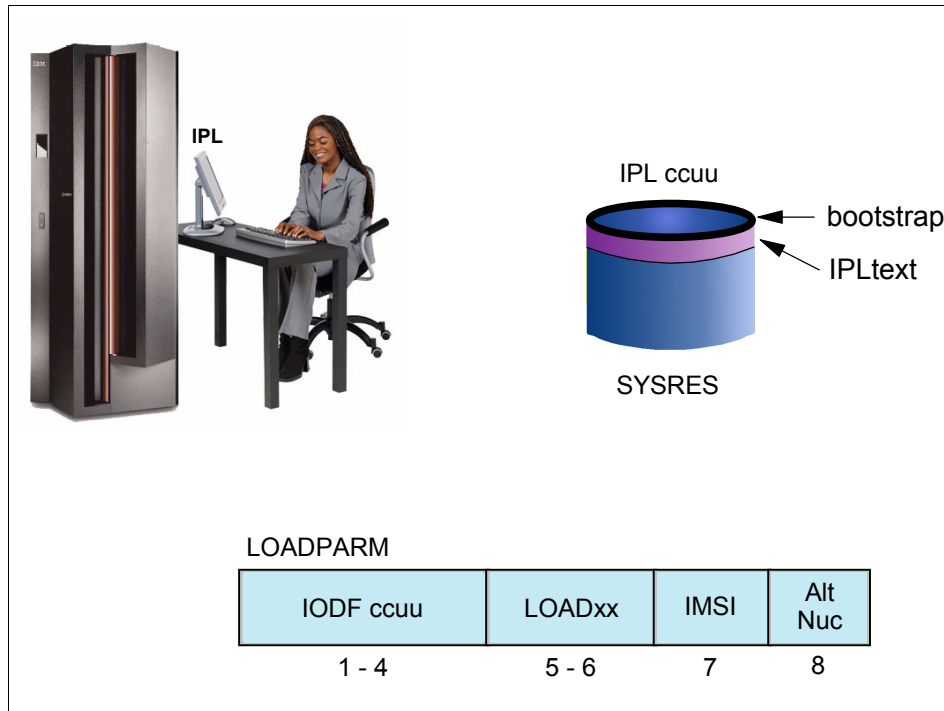 IPL
IPL ccuu
bootstrap
IPLtext
SYSRES
LOADPARM
IODF ccuu
LOADxx
IMSI
Alt
Nuc
1 - 4
5 - 6
7
8